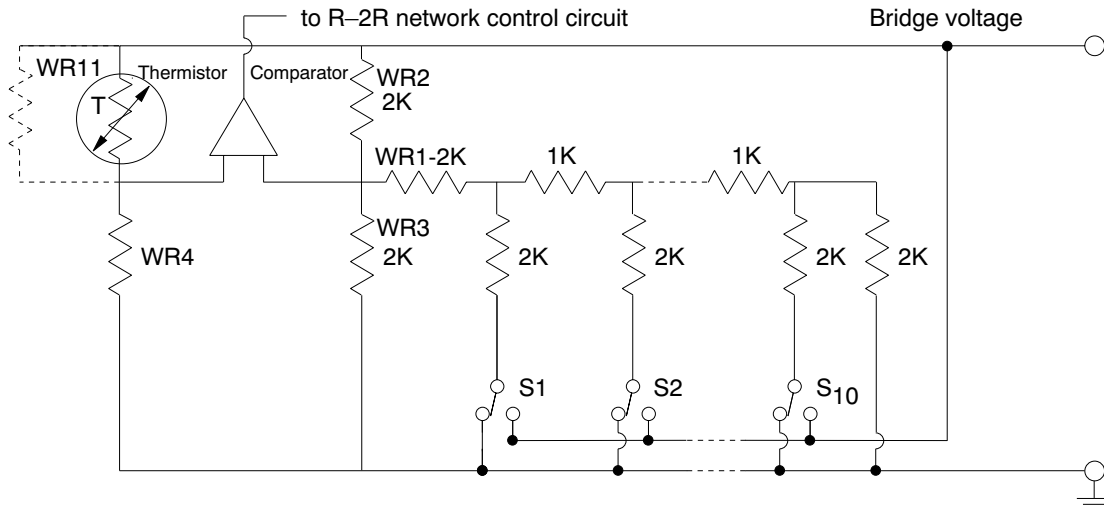 to R–2R network control circuit
Bridge voltage
WR11
Thermistor
Comparator
WR2
2K
T
WR1-2K
1K
1K
WR4
WR3
2K
2K
2K
2K
2K
S1
S2
S10